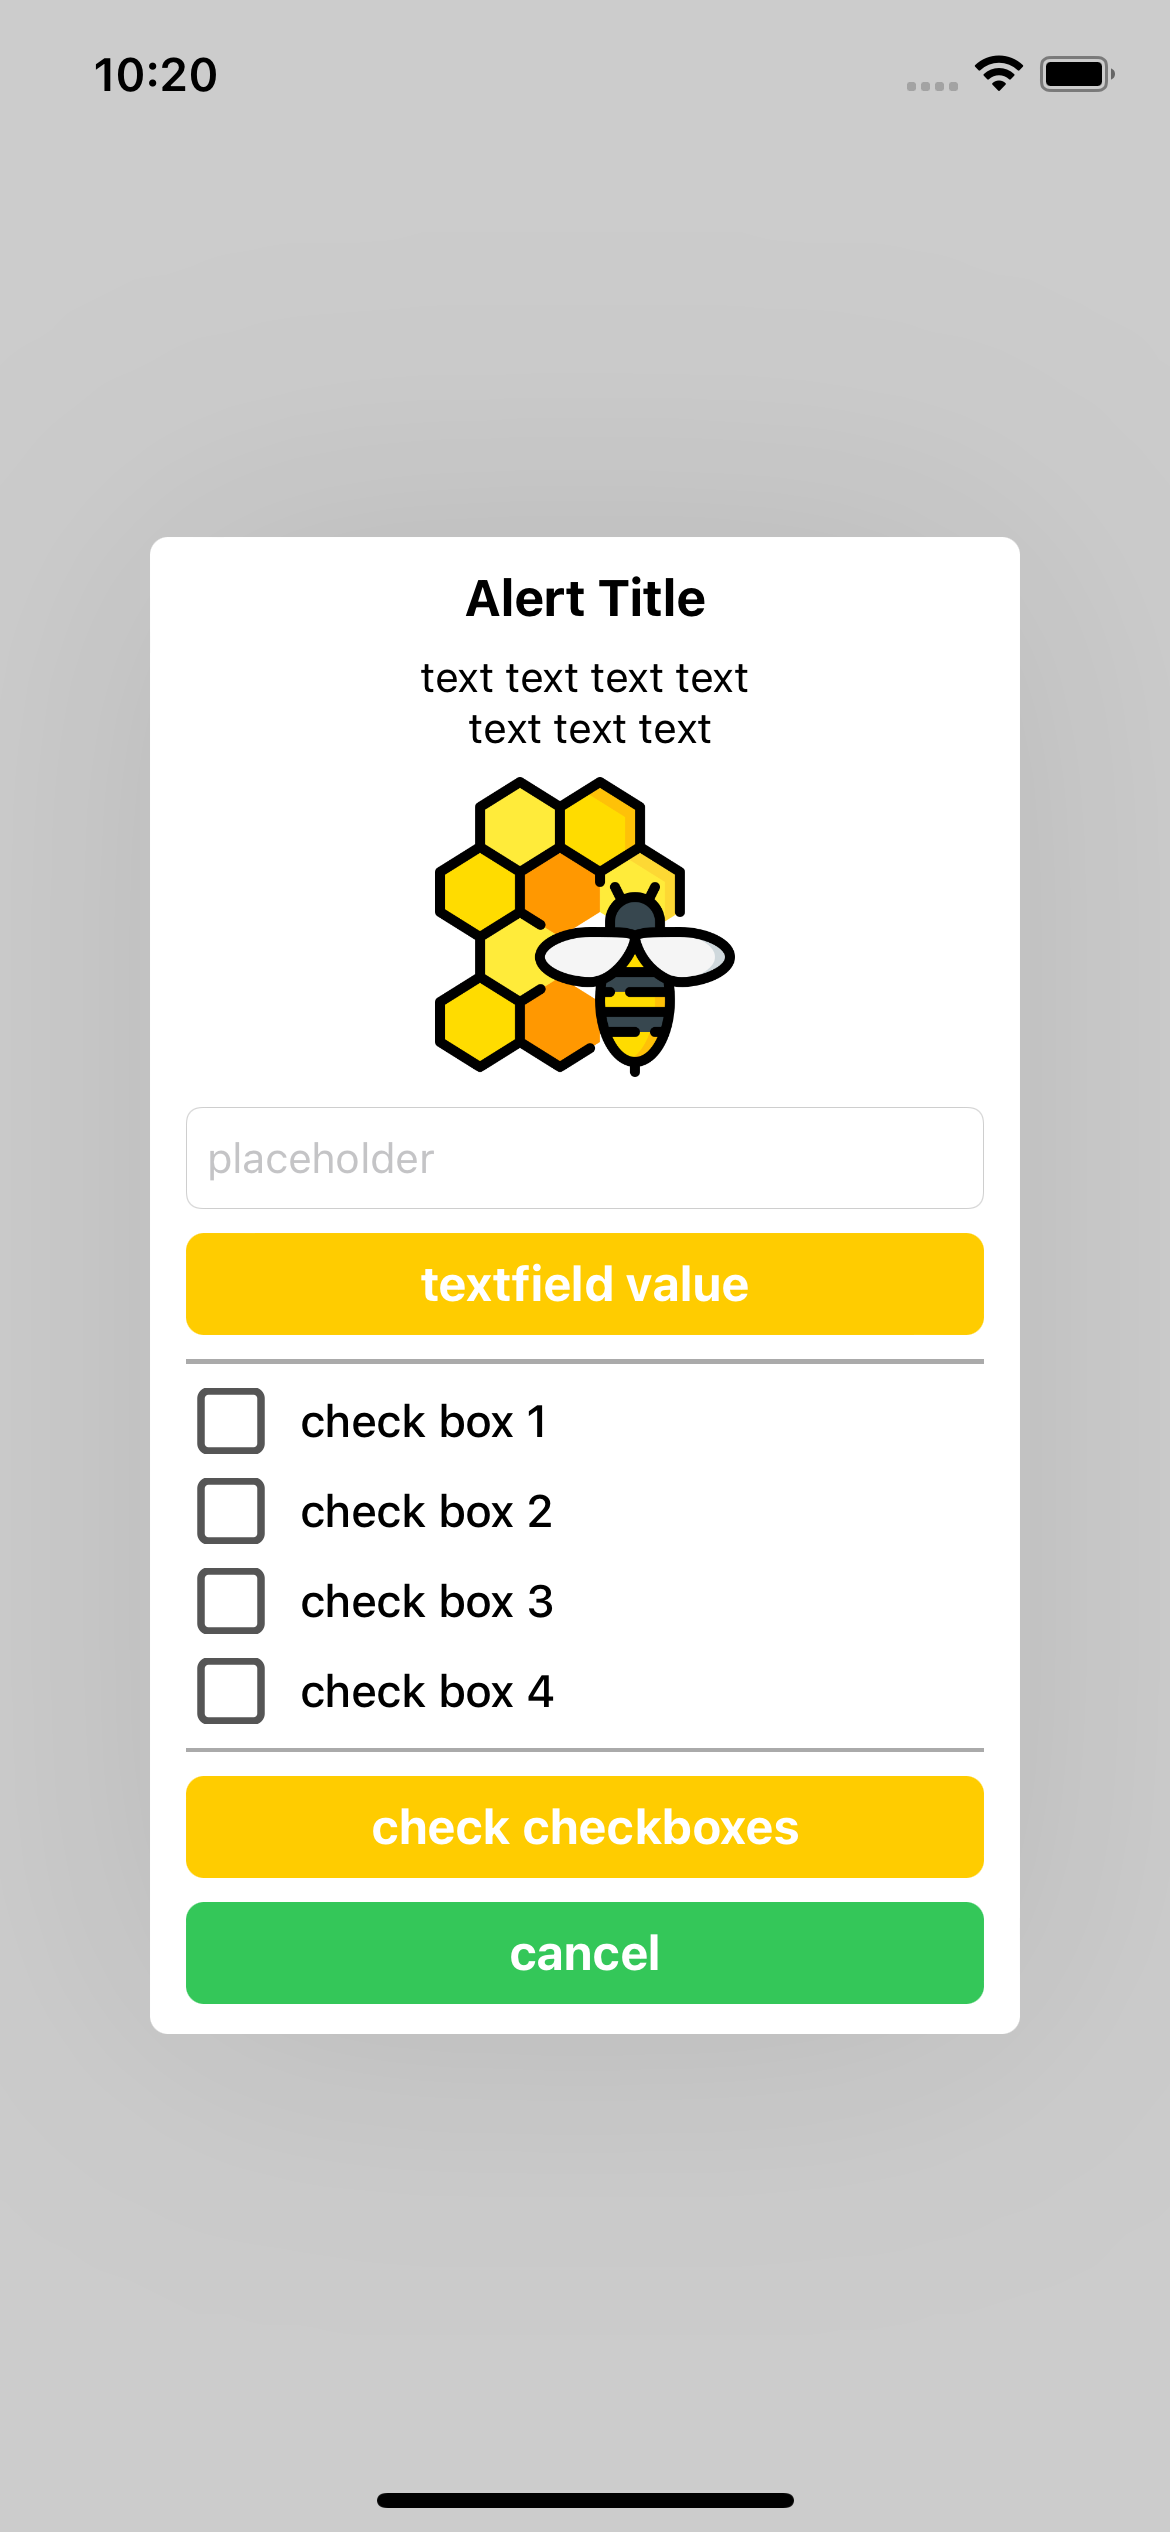 10:20
Alert Title
text text text text
text text text
placeholder
textfield value
check box 1
check box 2
check box 3
check box 4
check checkboxes
cancel